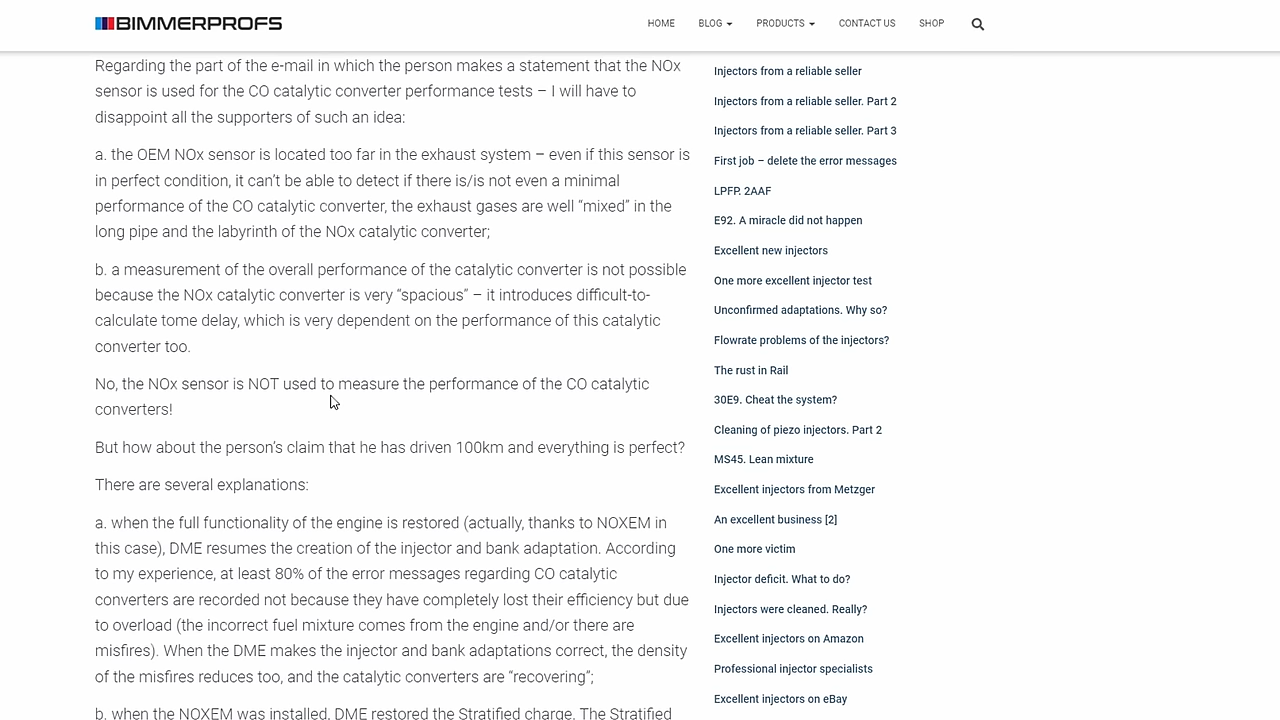 BIMMERPROFS
HOME BLOG PRODUCTS CONTACT US SHOP
Regarding the part of the e-mail in which the person makes a statement that the NOx
sensor is used for the CO catalytic converter performance tests – I will have to
disappoint all the supporters of such an idea:
a. the OEM NOx sensor is located too far in the exhaust system – even if this sensor is
in perfect condition, it can’t be able to detect if there is/is not even a minimal
performance of the CO catalytic converter, the exhaust gases are well “mixed” in the
long pipe and the labyrinth of the NOx catalytic converter;
b. a measurement of the overall performance of the catalytic converter is not possible
because the NOx catalytic converter is very “spacious” – it introduces difficult-to-
calculate tome delay, which is very dependent on the performance of this catalytic
converter too.
No, the NOx sensor is NOT used to measure the performance of the CO catalytic
converters!
But how about the person’s claim that he has driven 100km and everything is perfect?
There are several explanations:
a. when the full functionality of the engine is restored (actually, thanks to NOXEM in
this case), DME resumes the creation of the injector and bank adaptation. According
to my experience, at least 80% of the error messages regarding CO catalytic
converters are recorded not because they have completely lost their efficiency but due
to overload (the incorrect fuel mixture comes from the engine and/or there are
misfires). When the DME makes the injector and bank adaptations correct, the density
of the misfires reduces too, and the catalytic converters are “recovering”;
b. when the NOXEM was installed, DME restored the Stratified charge. The Stratified
Injectors from a reliable seller
Injectors from a reliable seller. Part 2
Injectors from a reliable seller. Part 3
First job – delete the error messages
LPFP. 2AAF
E92. A miracle did not happen
Excellent new injectors
One more excellent injector test
Unconfirmed adaptations. Why so?
Flowrate problems of the injectors?
The rust in Rail
30E9. Cheat the system?
Cleaning of piezo injectors. Part 2
MS45. Lean mixture
Excellent injectors from Metzger
An excellent business [2]
One more victim
Injector deficit. What to do?
Injectors were cleaned. Really?
Excellent injectors on Amazon
Professional injector specialists
Excellent injectors on eBay